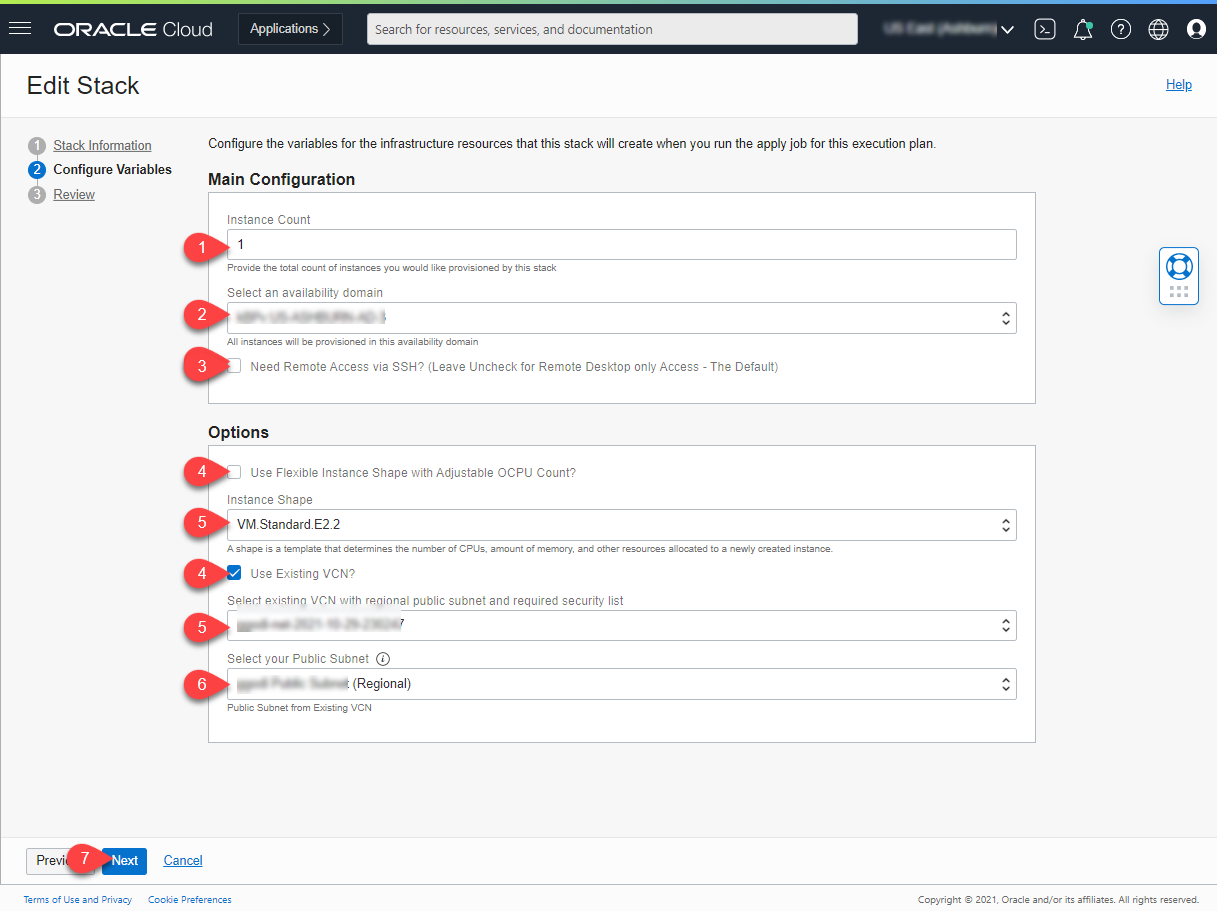 ORACLE Cloud
Applications
Search for resources, services, and documentation
Edit Stack
Help
1 Stack Information
2 Configure Variables
3 Review
Configure the variables for the infrastructure resources that this stack will create when you run the apply job for this execution plan.
Main Configuration
Instance Count
1 1
Provide the total count of instances you would like provisioned by this stack
Select an availability domain
2
All instances will be provisioned in this availability domain
3 Need Remote Access via SSH? (Leave Uncheck for Remote Desktop only Access - The Default)
Options
4 Use Flexible Instance Shape with Adjustable OCPU Count?
Instance Shape
5 VM.Standard.E2.2
A shape is a template that determines the number of CPUs, amount of memory, and other resources allocated to a newly created instance.
4 Use Existing VCN?
Select existing VCN with regional public subnet and required security list
5
Select your Public Subnet
6 (Regional)
Public Subnet from Existing VCN
7 Next
Cancel
Terms of Use and Privacy
Cookie Preferences
Copyright © 2021, Oracle and/or its affiliates. All rights reserved.